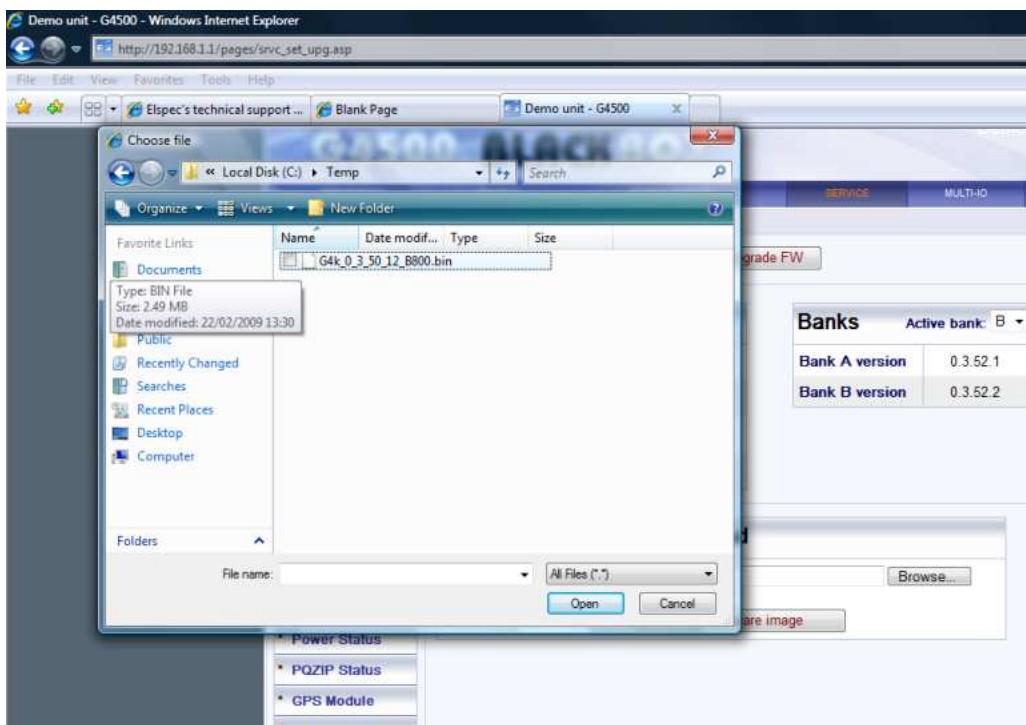 Demo unit - G4500 - Windows Internet Explorer
http://192.168.1.1/pages/srvc_set_upg.asp
File Edit View Favorites Tools Help
Elspec's technical support ... Blank Page Demo unit - G4500
Choose file
G4500 BLACKBO
« Local Disk (C:) Temp Search
SERVICE MULTI-IO
Organize Views New Folder
Favorite Links Name Date modif... Type Size
grade FW
Documents G4k_0_3_50_12_B800.bin
Type: BIN File
Size: 2.49 MB
Date modified: 22/02/2009 13:30
Public
Recently Changed
Searches
Recent Places
Desktop
Computer
Banks Active bank: B
Bank A version 0.3.52.1
Bank B version 0.3.52.2
Folders
File name: All Files (*.*)
Browse...
Open Cancel
are image
Power Status
PQZIP Status
GPS Module